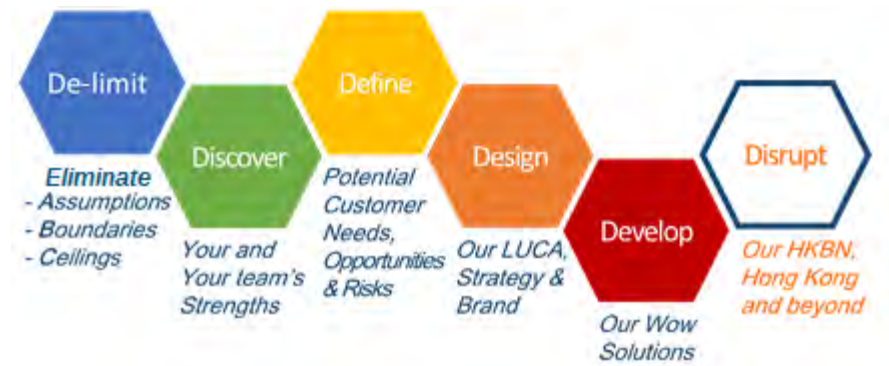 De-limit
Eliminate
- Assumptions
- Boundaries
- Ceilings
Discover
Your and
Your team's
Strengths
Define
Potential
Customer
Needs,
Opportunities
& Risks
Design
Our LUCA,
Strategy &
Brand
Develop
Our Wow
Solutions
Disrupt
Our HKBN,
Hong Kong
and beyond